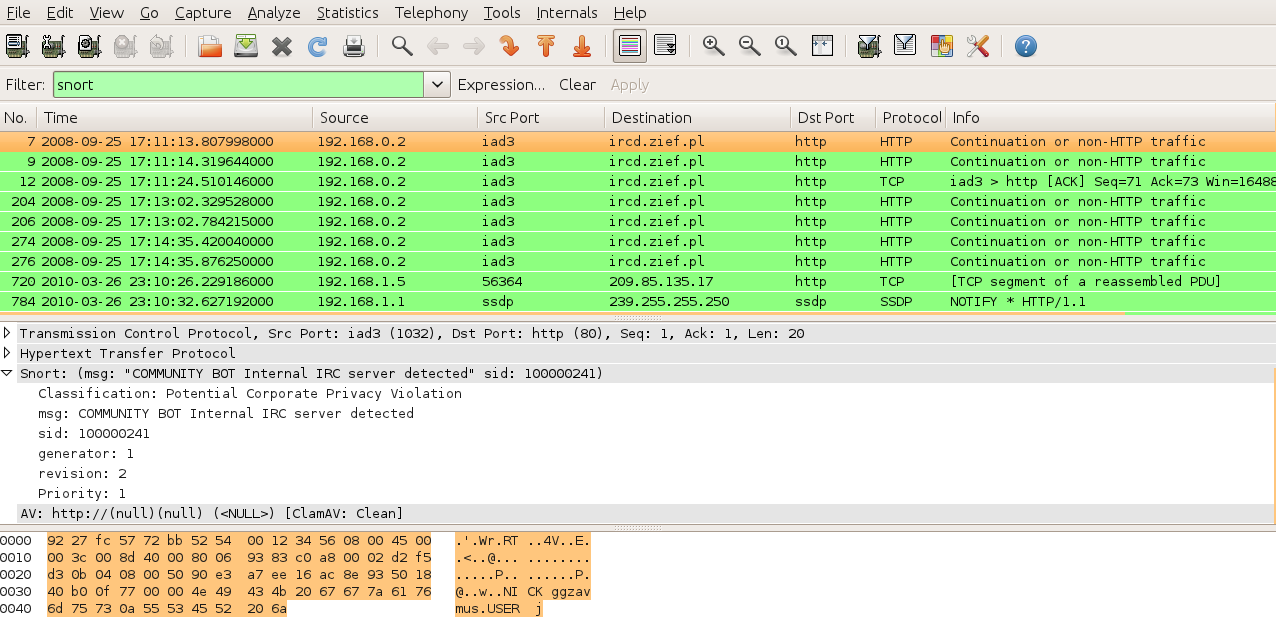 File Edit View Go Capture Analyze Statistics Telephony Tools Internals Help
Filter: snort Expression... Clear Apply
No. Time Source Src Port Destination Dst Port Protocol Info
7 2008-09-25 17:11:13.807998000 192.168.0.2 iad3 ircd.zief.pl http HTTP Continuation or non-HTTP traffic
9 2008-09-25 17:11:14.319644000 192.168.0.2 iad3 ircd.zief.pl http HTTP Continuation or non-HTTP traffic
12 2008-09-25 17:11:24.510146000 192.168.0.2 iad3 ircd.zief.pl http TCP iad3 > http [ACK] Seq=71 Ack=73 Win=16488
204 2008-09-25 17:13:02.329528000 192.168.0.2 iad3 ircd.zief.pl http HTTP Continuation or non-HTTP traffic
206 2008-09-25 17:13:02.784215000 192.168.0.2 iad3 ircd.zief.pl http HTTP Continuation or non-HTTP traffic
274 2008-09-25 17:14:35.420040000 192.168.0.2 iad3 ircd.zief.pl http HTTP Continuation or non-HTTP traffic
276 2008-09-25 17:14:35.876250000 192.168.0.2 iad3 ircd.zief.pl http HTTP Continuation or non-HTTP traffic
720 2010-03-26 23:10:26.229186000 192.168.1.5 56364 209.85.135.17 http TCP [TCP segment of a reassembled PDU]
784 2010-03-26 23:10:32.627192000 192.168.1.1 ssdp 239.255.255.250 ssdp SSDP NOTIFY * HTTP/1.1
Transmission Control Protocol, Src Port: iad3 (1032), Dst Port: http (80), Seq: 1, Ack: 1, Len: 20
Hypertext Transfer Protocol
Snort: (msg: "COMMUNITY BOT Internal IRC server detected" sid: 100000241)
Classification: Potential Corporate Privacy Violation
msg: COMMUNITY BOT Internal IRC server detected
sid: 100000241
generator: 1
revision: 2
Priority: 1
AV: http://(null)(null) (<NULL>) [ClamAV: Clean]
0000 92 27 fc 57 72 bb 52 54 00 12 34 56 08 00 45 00 .'.Wr.RT ..4V..E.
0010 00 3c 00 8d 40 00 80 06 93 83 c0 a8 00 02 d2 f5 .<..@... ........
0020 d3 0b 04 08 00 50 90 e3 a7 ee 16 ac 8e 93 50 18 .....P.. ......P.
0030 40 b0 0f 77 00 00 4e 49 43 4b 20 67 67 7a 61 76 @..w..NI CK ggzav
0040 6d 75 73 0a 55 53 45 52 20 6a mus.USER j